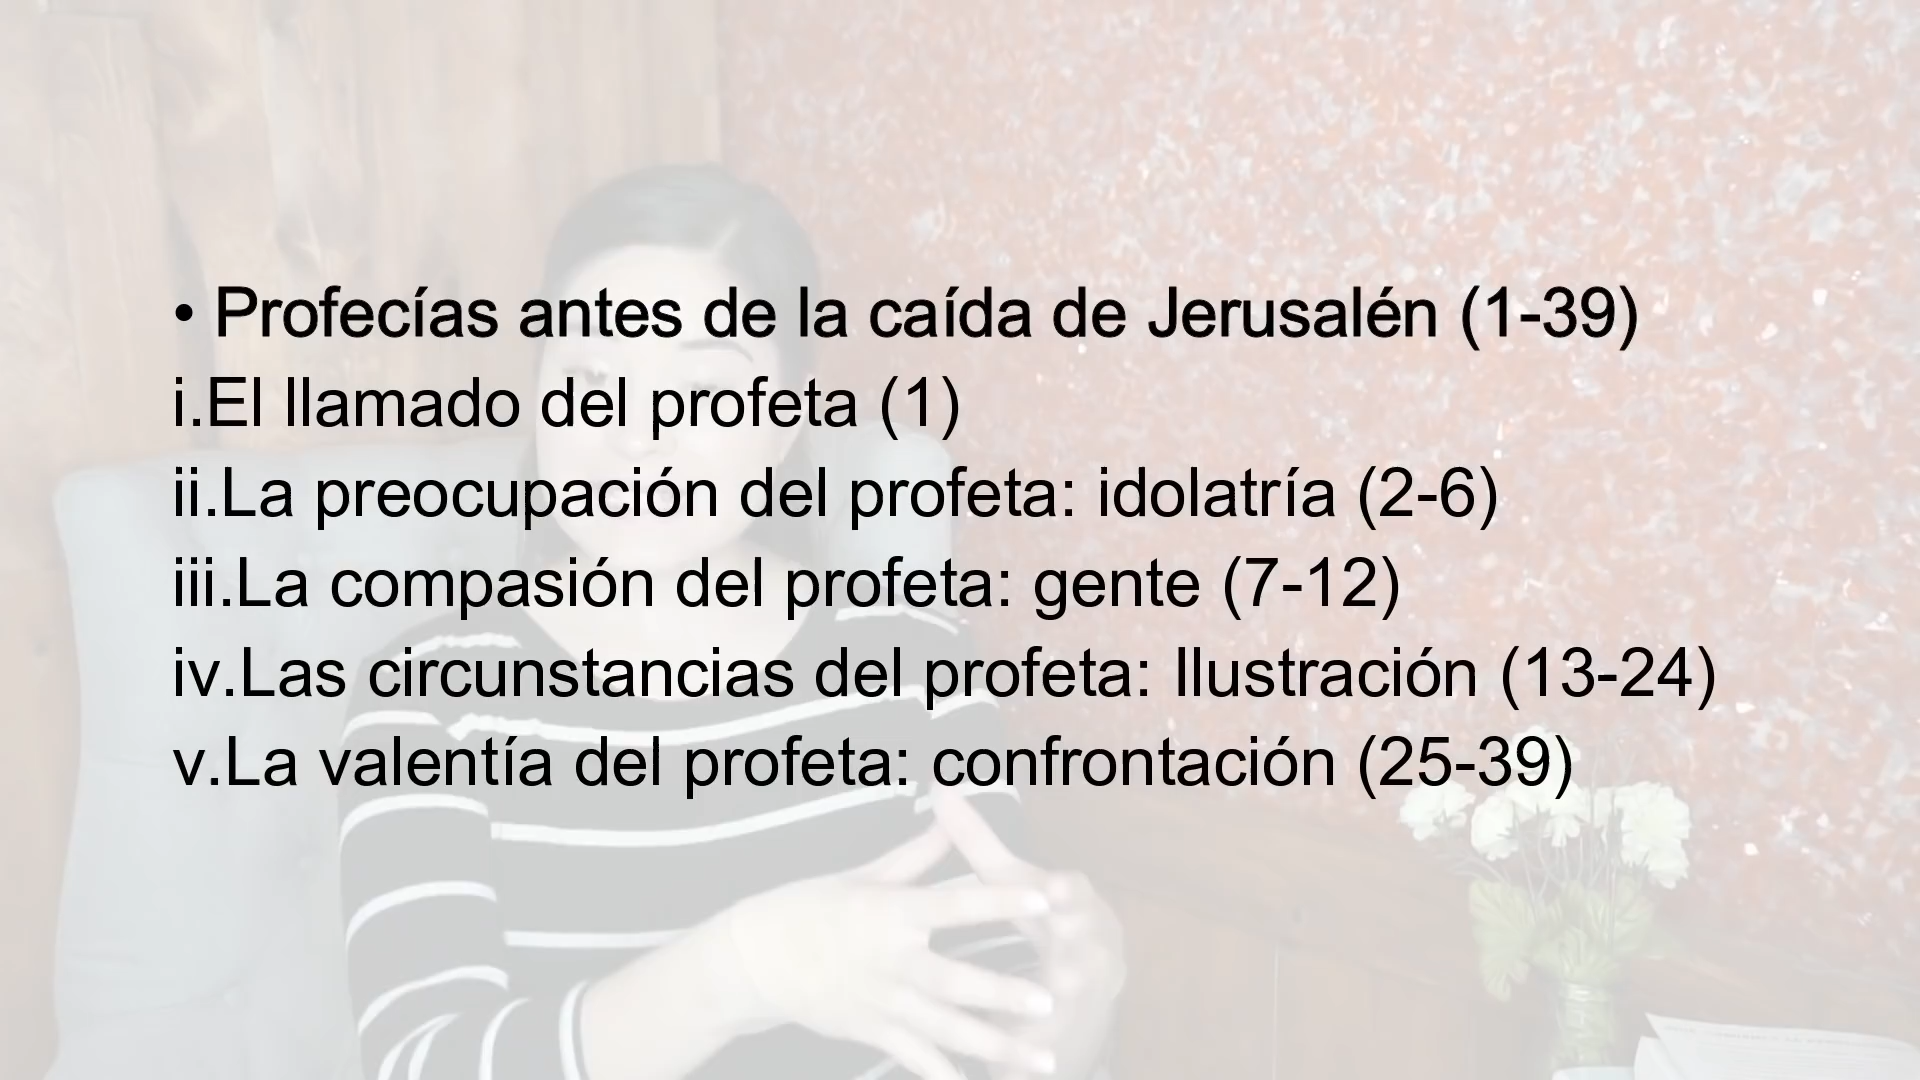 • Profecías antes de la caída de Jerusalén (1-39)
i.El llamado del profeta (1)
ii.La preocupación del profeta: idolatría (2-6)
iii.La compasión del profeta: gente (7-12)
iv.Las circunstancias del profeta: Ilustración (13-24)
v.La valentía del profeta: confrontación (25-39)